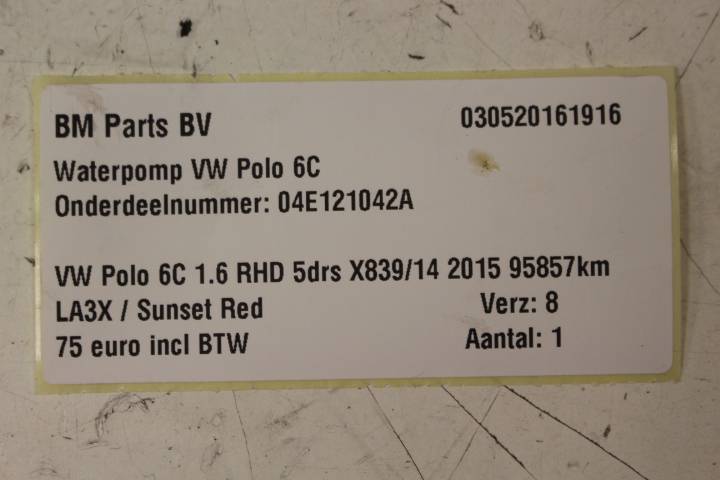 BM Parts BV 030520161916
Waterpomp VW Polo 6C
Onderdeelnummer: 04E121042A
VW Polo 6C 1.6 RHD 5drs X839/14 2015 95857km
LA3X / Sunset Red Verz: 8
75 euro incl BTW Aantal: 1